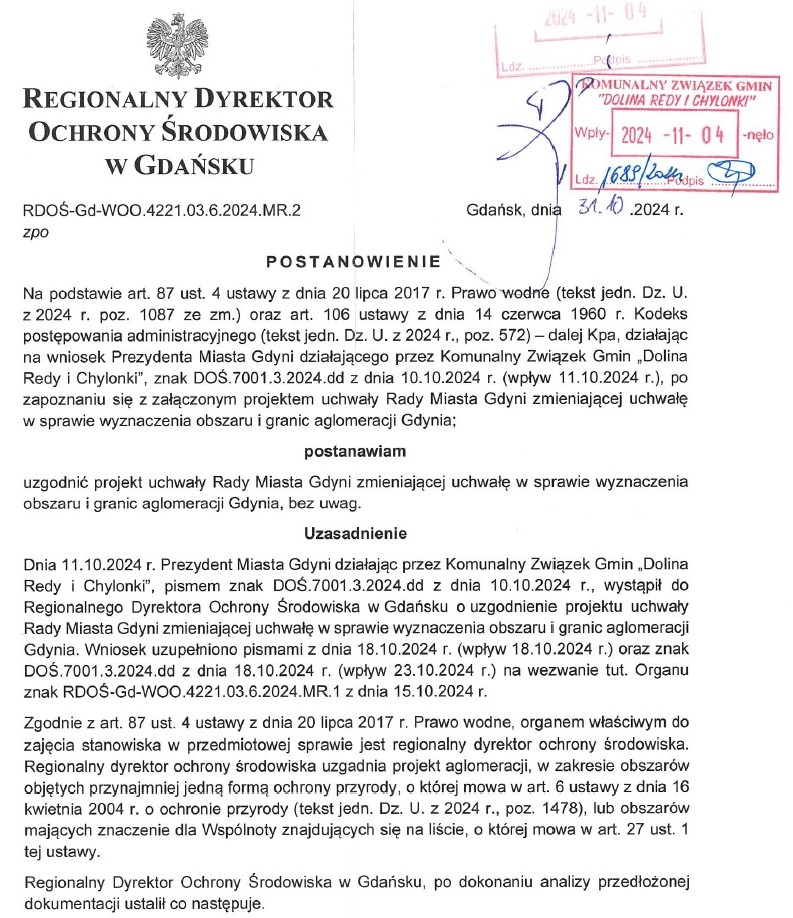 2024 -11- 04
Ldz. .................. Podpis ..................
KOMUNALNY ZWIĄZEK GMIN
"DOLINA REDY I CHYLONKI"
Wpły- 2024 -11- 04 -nęło
Ldz. 1689/2024 Podpis
REGIONALNY DYREKTOR
OCHRONY ŚRODOWISKA
W GDAŃSKU
RDOŚ-Gd-WOO.4221.03.6.2024.MR.2
zpo
Gdańsk, dnia 31.10 .2024 r.
POSTANOWIENIE
Na podstawie art. 87 ust. 4 ustawy z dnia 20 lipca 2017 r. Prawo wodne (tekst jedn. Dz. U.
z 2024 r. poz. 1087 ze zm.) oraz art. 106 ustawy z dnia 14 czerwca 1960 r. Kodeks
postępowania administracyjnego (tekst jedn. Dz. U. z 2024 r., poz. 572) – dalej Kpa, działając
na wniosek Prezydenta Miasta Gdyni działającego przez Komunalny Związek Gmin „Dolina
Redy i Chylonki”, znak DOŚ.7001.3.2024.dd z dnia 10.10.2024 r. (wpływ 11.10.2024 r.), po
zapoznaniu się z załączonym projektem uchwały Rady Miasta Gdyni zmieniającej uchwałę
w sprawie wyznaczenia obszaru i granic aglomeracji Gdynia;
postanawiam
uzgodnić projekt uchwały Rady Miasta Gdyni zmieniającej uchwałę w sprawie wyznaczenia
obszaru i granic aglomeracji Gdynia, bez uwag.
Uzasadnienie
Dnia 11.10.2024 r. Prezydent Miasta Gdyni działając przez Komunalny Związek Gmin „Dolina
Redy i Chylonki”, pismem znak DOŚ.7001.3.2024.dd z dnia 10.10.2024 r., wystąpił do
Regionalnego Dyrektora Ochrony Środowiska w Gdańsku o uzgodnienie projektu uchwały
Rady Miasta Gdyni zmieniającej uchwałę w sprawie wyznaczenia obszaru i granic aglomeracji
Gdynia. Wniosek uzupełniono pismami z dnia 18.10.2024 r. (wpływ 18.10.2024 r.) oraz znak
DOŚ.7001.3.2024.dd z dnia 18.10.2024 r. (wpływ 23.10.2024 r.) na wezwanie tut. Organu
znak RDOŚ-Gd-WOO.4221.03.6.2024.MR.1 z dnia 15.10.2024 r.
Zgodnie z art. 87 ust. 4 ustawy z dnia 20 lipca 2017 r. Prawo wodne, organem właściwym do
zajęcia stanowiska w przedmiotowej sprawie jest regionalny dyrektor ochrony środowiska.
Regionalny dyrektor ochrony środowiska uzgadnia projekt aglomeracji, w zakresie obszarów
objętych przynajmniej jedną formą ochrony przyrody, o której mowa w art. 6 ustawy z dnia 16
kwietnia 2004 r. o ochronie przyrody (tekst jedn. Dz. U. z 2024 r., poz. 1478), lub obszarów
mających znaczenie dla Wspólnoty znajdujących się na liście, o której mowa w art. 27 ust. 1
tej ustawy.
Regionalny Dyrektor Ochrony Środowiska w Gdańsku, po dokonaniu analizy przedłożonej
dokumentacji ustalił co następuje.